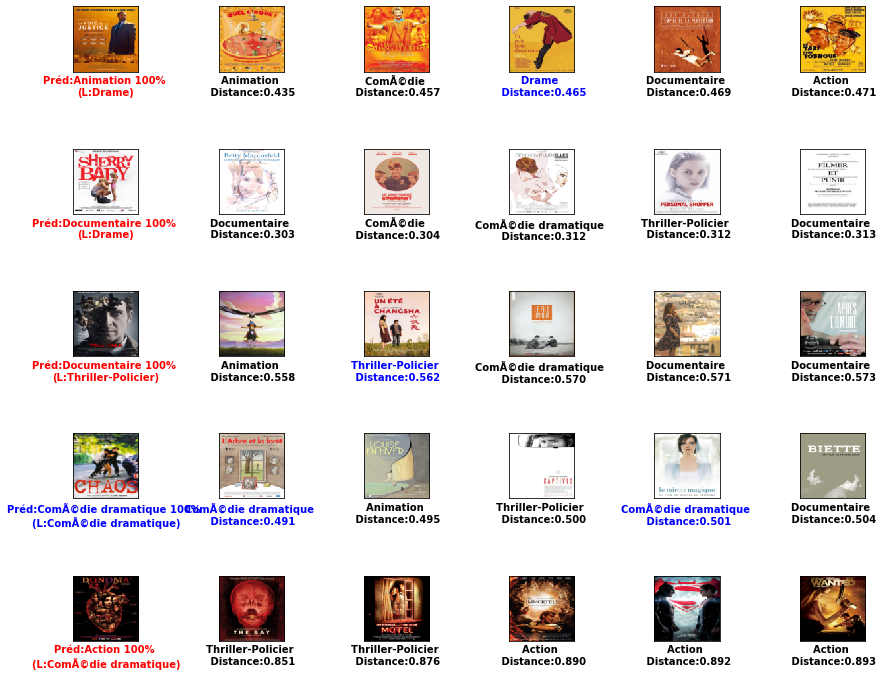 JUSTICE
QUEL CIRQUE !
Préd:Animation 100%
(L:Drame)
Animation
Distance:0.435
ComÃ©die
Distance:0.457
Drame
Distance:0.465
Documentaire
Distance:0.469
Action
Distance:0.471
SHERRY
BABY
Betty Mapplesfield
PERSONAL SHOPPER
FILMER
ET
PUNIR
Préd:Documentaire 100%
(L:Drame)
Documentaire
Distance:0.303
ComÃ©die
Distance:0.304
ComÃ©die dramatique
Distance:0.312
Thriller-Policier
Distance:0.312
Documentaire
Distance:0.313
UN ÉTÉ
À
CHANGSHA
APRÈS
L'OMBRE
Préd:Documentaire 100%
(L:Thriller-Policier)
Animation
Distance:0.558
Thriller-Policier
Distance:0.562
ComÃ©die dramatique
Distance:0.570
Documentaire
Distance:0.571
Documentaire
Distance:0.573
CHAOS
L'Arbre et la forêt
LOUISE
EN HIVER
CAPTIVES
le miroir magique
BIETTE
Préd:ComÃ©die dramatique 100%
(L:ComÃ©die dramatique)
ComÃ©die dramatique
Distance:0.491
Animation
Distance:0.495
Thriller-Policier
Distance:0.500
ComÃ©die dramatique
Distance:0.501
Documentaire
Distance:0.504
DONOMA
THE BAY
MOTEL
IMMORTELS
WANTED
Préd:Action 100%
(L:ComÃ©die dramatique)
Thriller-Policier
Distance:0.851
Thriller-Policier
Distance:0.876
Action
Distance:0.890
Action
Distance:0.892
Action
Distance:0.893